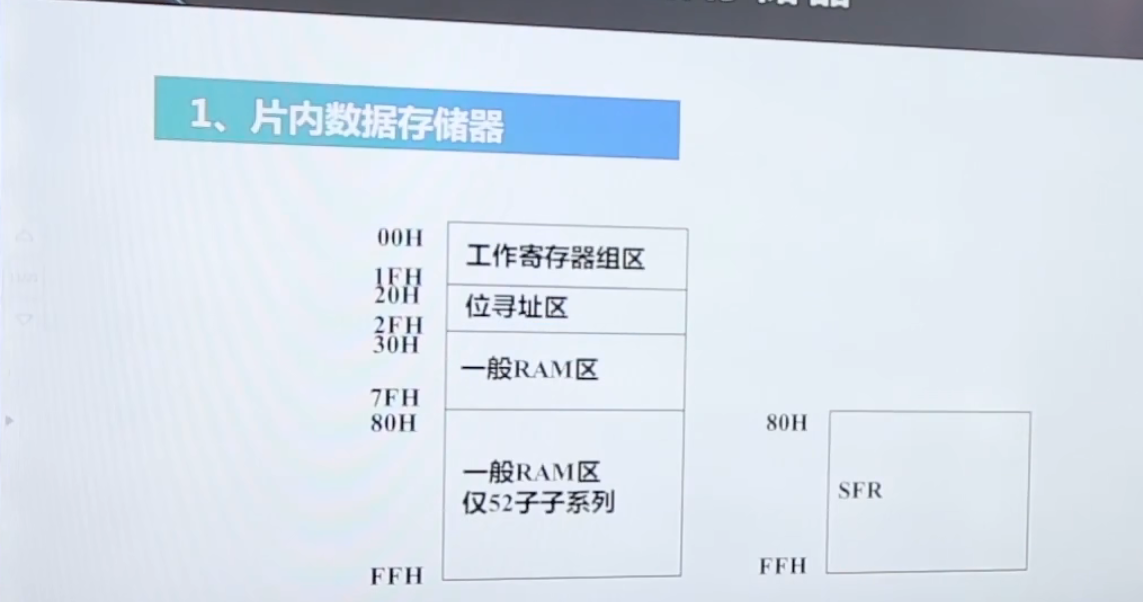 1、片内数据存储器
00H
工作寄存器组区
1FH
20H
位寻址区
2FH
30H
一般RAM区
7FH
80H
一般RAM区
仅52子子系列
FFH
80H
SFR
FFH